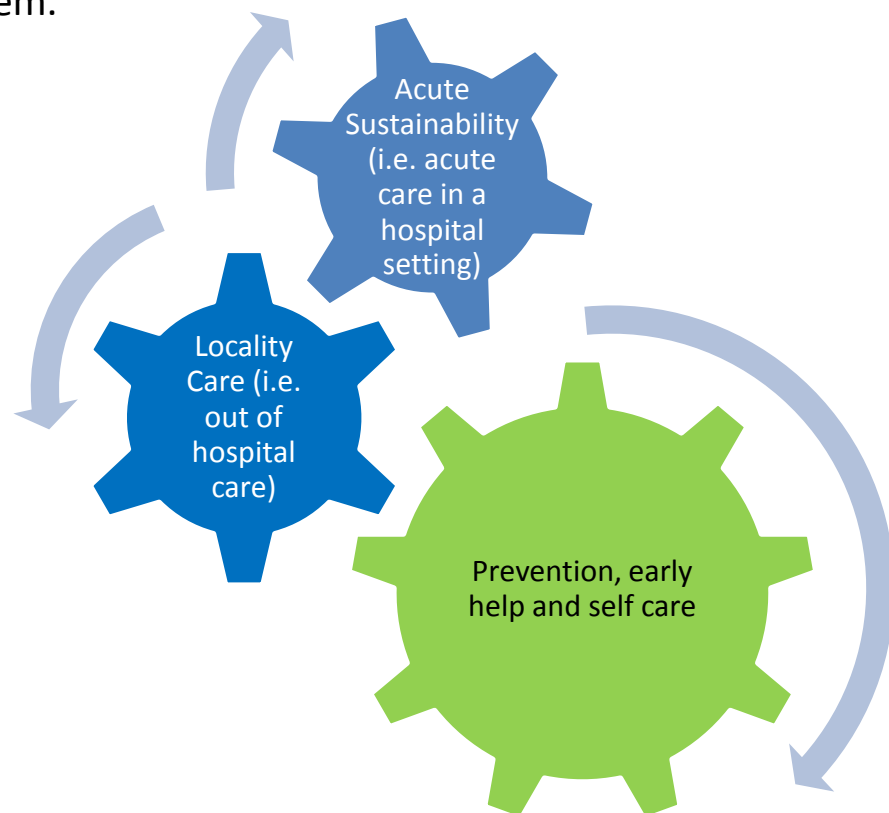 em.
Acute
Sustainability
(i.e. acute
care in a
hospital
setting)
Locality
Care (i.e.
out of
hospital
care)
Prevention, early
help and self care